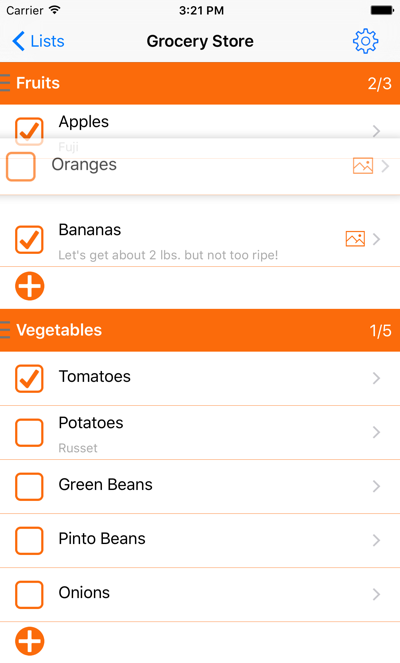 Carrier 3:21 PM
Lists Grocery Store
Fruits 2/3
Apples
Fuji
Oranges
Bananas
Let's get about 2 lbs. but not too ripe!
Vegetables 1/5
Tomatoes
Potatoes
Russet
Green Beans
Pinto Beans
Onions